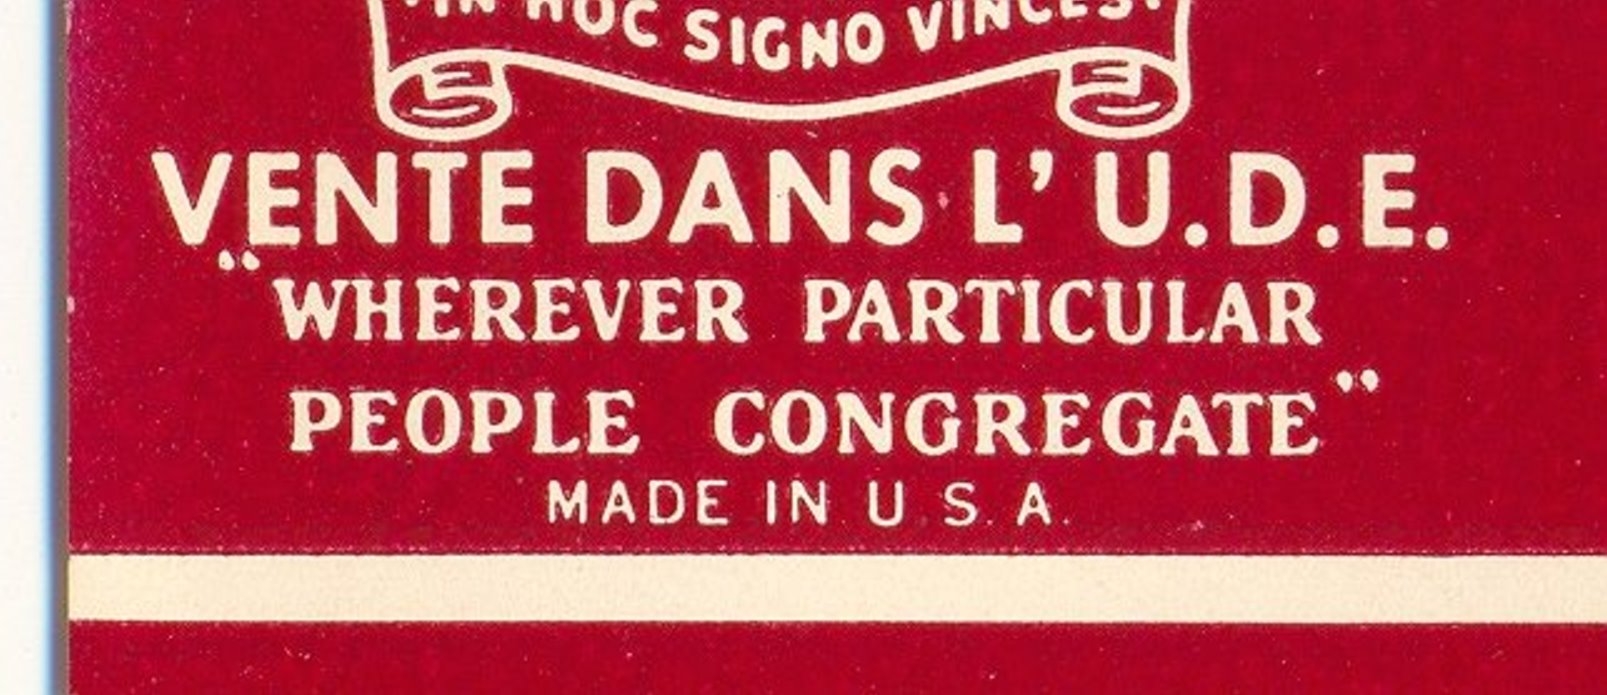 "IN HOC SIGNO VINCES"
VENTE DANS L' U.D.E.
"WHEREVER PARTICULAR
PEOPLE CONGREGATE"
MADE IN U. S. A.